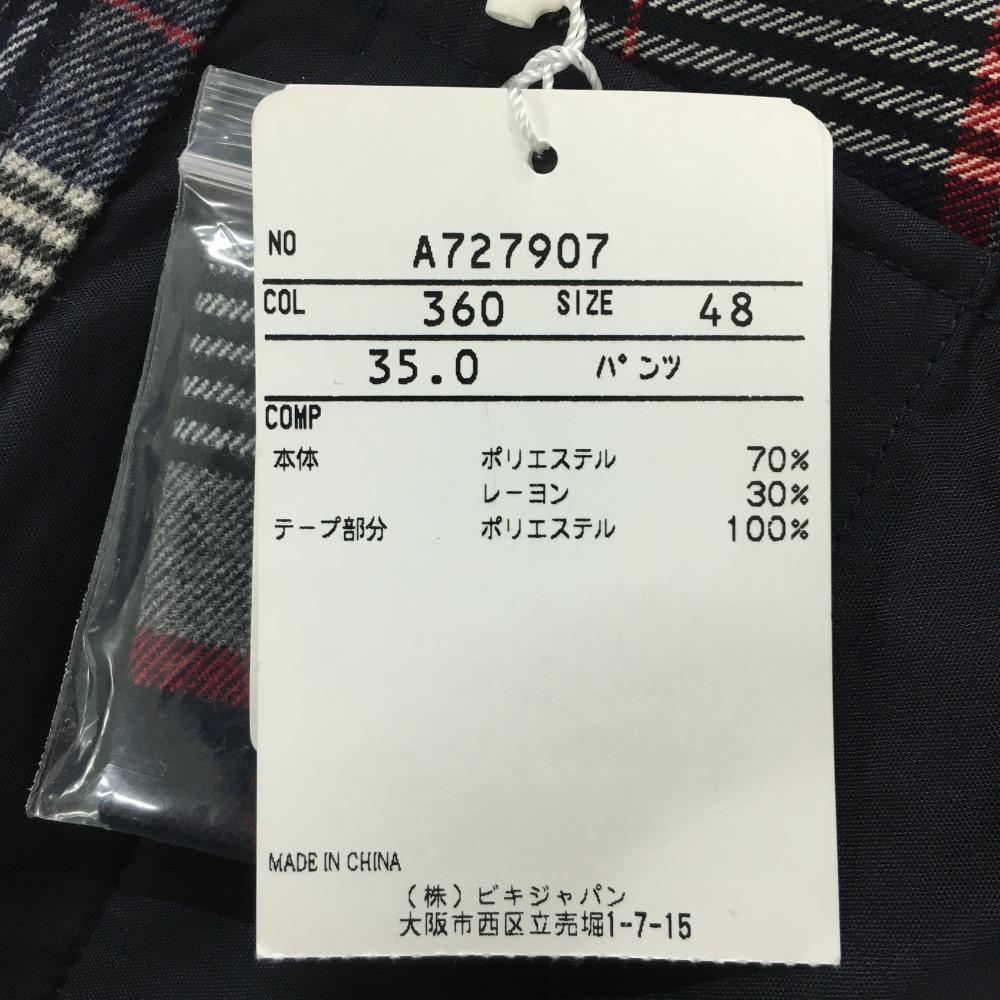 NO A727907
COL 360 SIZE 48
35.0 パンツ
COMP
本体 ポリエステル 70%
レーヨン 30%
テープ部分 ポリエステル 100%
MADE IN CHINA
(株)ビキジャパン
大阪市西区立売堀1-7-15